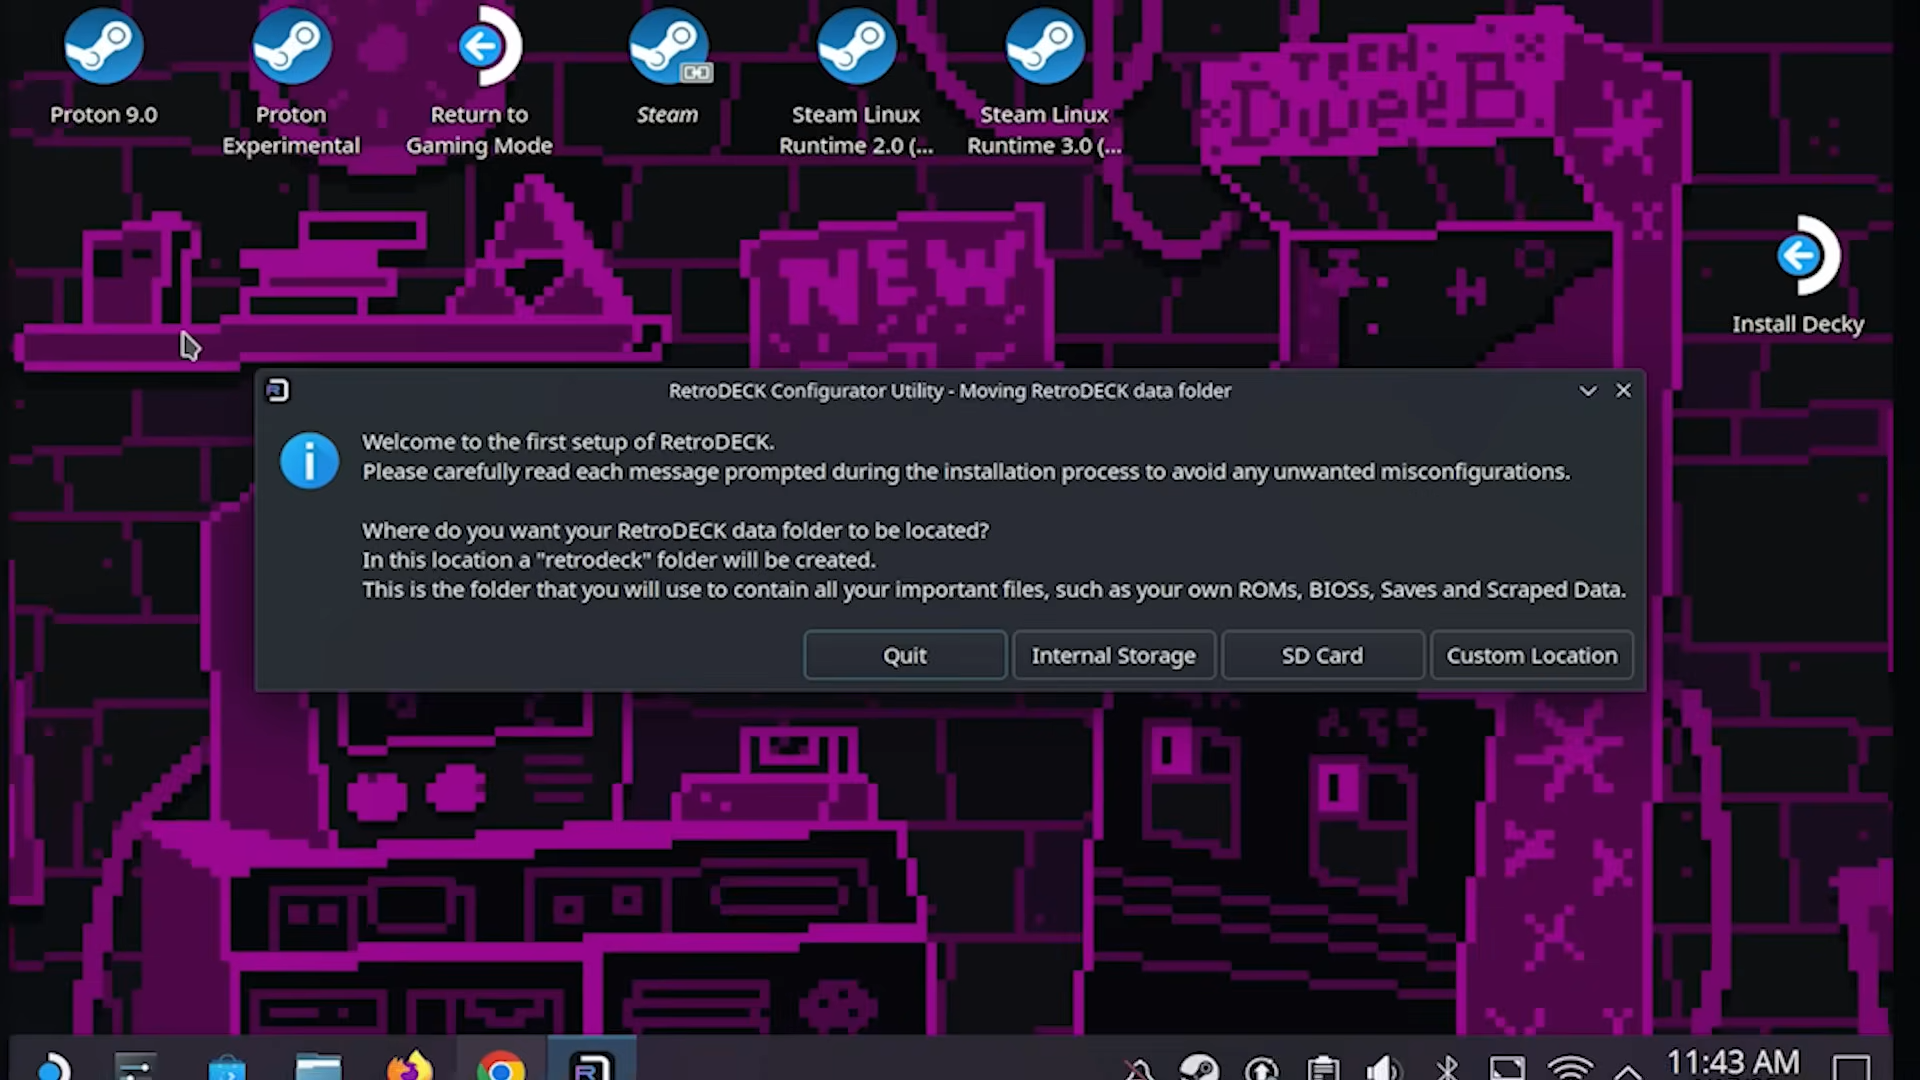 Proton 9.0
Proton
Experimental
Return to
Gaming Mode
Steam
Steam Linux
Runtime 2.0 (...
Steam Linux
Runtime 3.0 (...
TECH
DweeB
NEW
Install Decky
RetroDECK Configurator Utility - Moving RetroDECK data folder
Welcome to the first setup of RetroDECK.
Please carefully read each message prompted during the installation process to avoid any unwanted misconfigurations.
Where do you want your RetroDECK data folder to be located?
In this location a "retrodeck" folder will be created.
This is the folder that you will use to contain all your important files, such as your own ROMs, BIOSs, Saves and Scraped Data.
Quit
Internal Storage
SD Card
Custom Location
11:43 AM